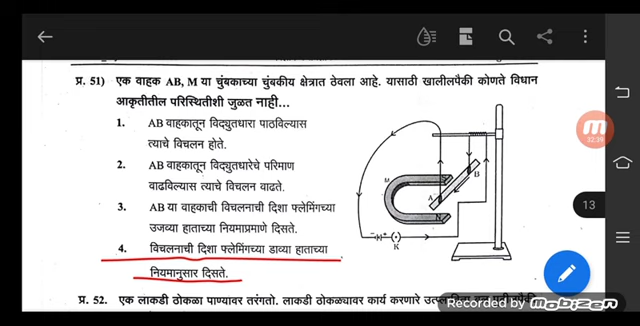 प्र. 51) एक वाहक AB, M या चुंबकाच्या चुंबकीय क्षेत्रात ठेवला आहे. यासाठी खालीलपैकी कोणते विधान
आकृतीतील परिस्थितीशी जुळत नाही...
1. AB वाहकातून विद्युतधारा पाठविल्यास
त्याचे विचलन होते.
2. AB वाहकातून विद्युतधारेचे परिमाण
वाढविल्यास त्याचे विचलन वाढते.
3. AB या वाहकाची विचलनाची दिशा फ्लेमिंगच्या
उजव्या हाताच्या नियमाप्रमाणे दिसते.
4. विचलनाची दिशा फ्लेमिंगच्या डाव्या हाताच्या
नियमानुसार दिसते.
M
A
B
N
K
प्र. 52. एक लाकडी ठोकळा पाण्यावर तरंगतो. लाकडी ठोकळ्यावर कार्य करणारे
13
Recorded by Mobizen